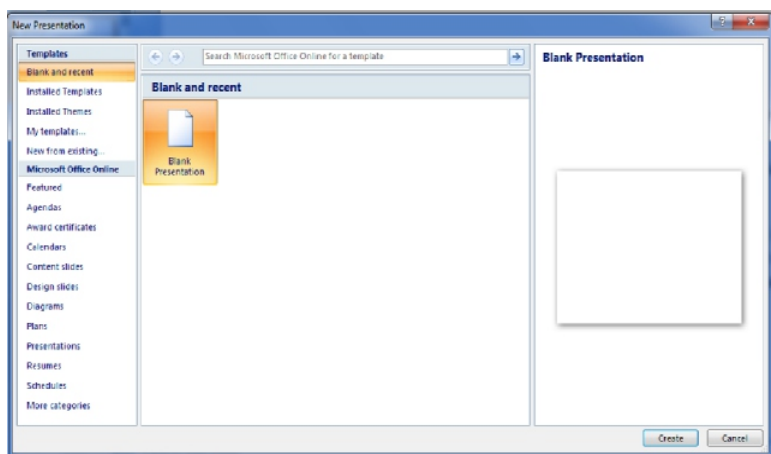 New Presentation
Templates
Blank and recent
Installed Templates
Installed Themes
My templates...
New from existing...
Microsoft Office Online
Featured
Agendas
Award certificates
Calendars
Content slides
Design slides
Diagrams
Plans
Presentations
Resumes
Schedules
More categories
Search Microsoft Office Online for a template
Blank and recent
Blank
Presentation
Blank Presentation
Create
Cancel